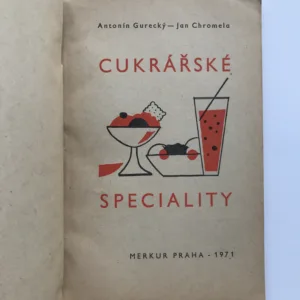 Antonín Gurecký — Jan Chromela
CUKRÁŘSKÉ
SPECIALITY
MERKUR PRAHA - 1971